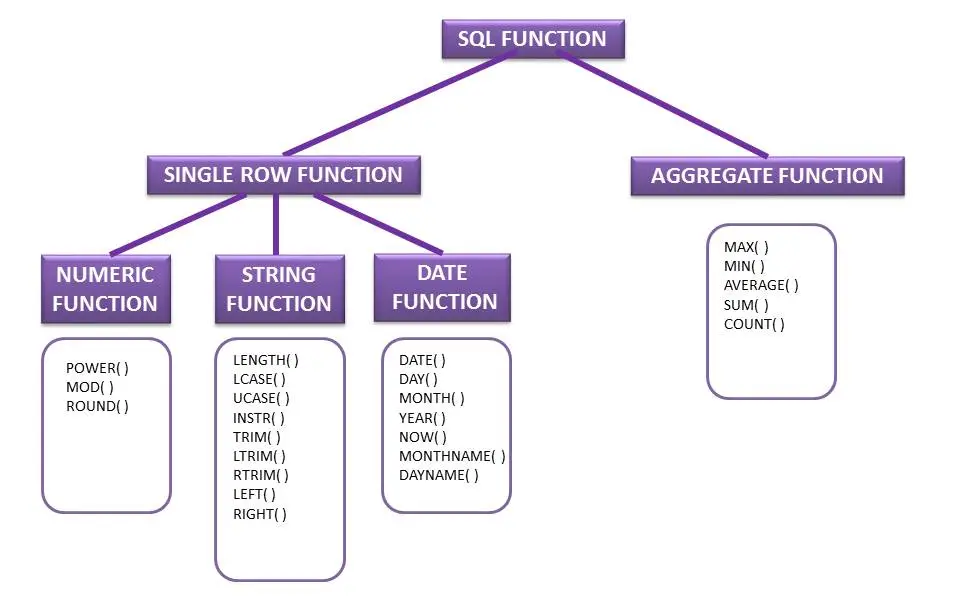 SQL FUNCTION
SINGLE ROW FUNCTION
AGGREGATE FUNCTION
NUMERIC
FUNCTION
STRING
FUNCTION
DATE
FUNCTION
POWER( )
MOD( )
ROUND( )
LENGTH( )
LCASE( )
UCASE( )
INSTR( )
TRIM( )
LTRIM( )
RTRIM( )
LEFT( )
RIGHT( )
DATE( )
DAY( )
MONTH( )
YEAR( )
NOW( )
MONTHNAME( )
DAYNAME( )
MAX( )
MIN( )
AVERAGE( )
SUM( )
COUNT( )